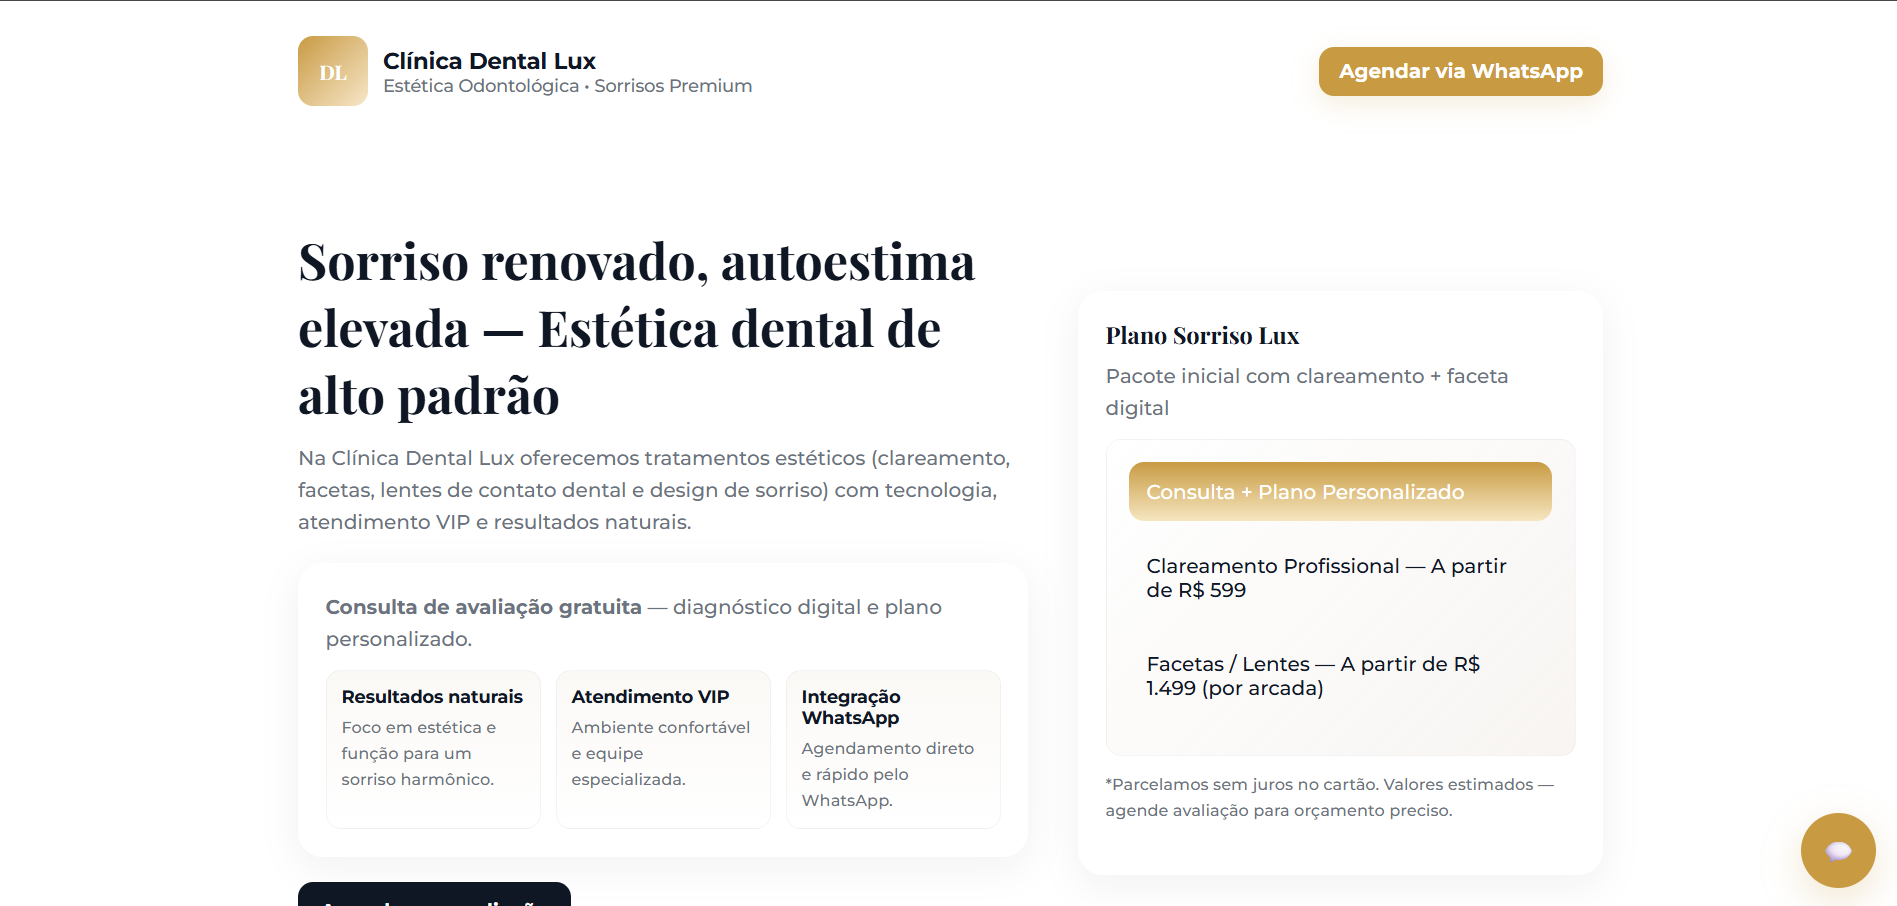 DL
Clínica Dental Lux
Estética Odontológica • Sorrisos Premium
Agendar via WhatsApp
Sorriso renovado, autoestima
elevada — Estética dental de
alto padrão
Na Clínica Dental Lux oferecemos tratamentos estéticos (clareamento,
facetas, lentes de contato dental e design de sorriso) com tecnologia,
atendimento VIP e resultados naturais.
Consulta de avaliação gratuita — diagnóstico digital e plano
personalizado.
Resultados naturais
Foco em estética e
função para um
sorriso harmônico.
Atendimento VIP
Ambiente confortável
e equipe
especializada.
Integração
WhatsApp
Agendamento direto
e rápido pelo
WhatsApp.
Plano Sorriso Lux
Pacote inicial com clareamento + faceta
digital
Consulta + Plano Personalizado
Clareamento Profissional — A partir
de R$ 599
Facetas / Lentes — A partir de R$
1.499 (por arcada)
*Parcelamos sem juros no cartão. Valores estimados —
agende avaliação para orçamento preciso.